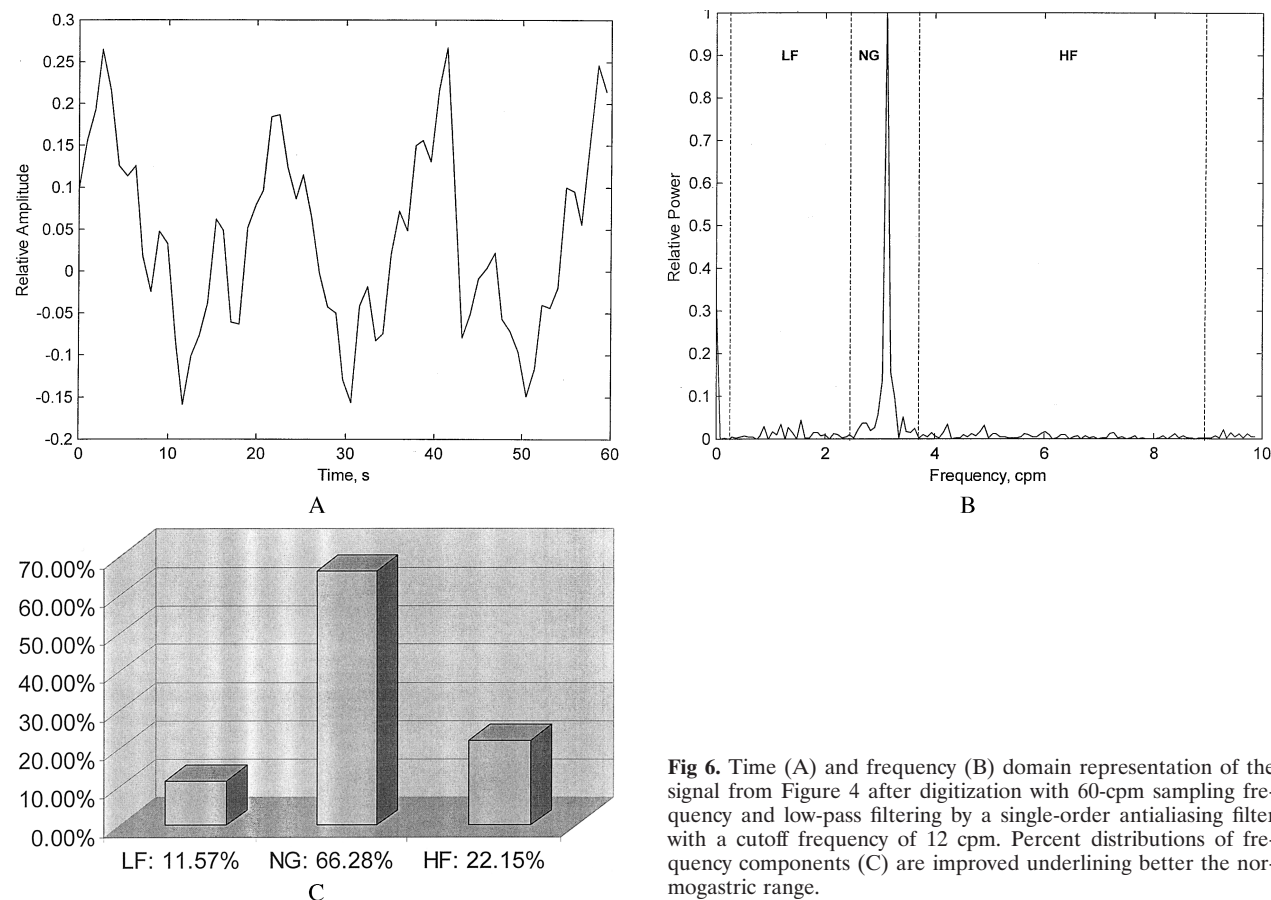 0.3
0.25
0.2
0.15
0.1
0.05
0
-0.05
-0.1
-0.15
-0.2
Relative Amplitude
0 10 20 30 40 50 60
Time, s
A
1
0.9
0.8
0.7
0.6
0.5
0.4
0.3
0.2
0.1
0
Relative Power
LF NG HF
0 2 4 6 8 10
Frequency, cpm
B
70.00%
60.00%
50.00%
40.00%
30.00%
20.00%
10.00%
0.00%
LF: 11.57% NG: 66.28% HF: 22.15%
C
Fig 6. Time (A) and frequency (B) domain representation of the
signal from Figure 4 after digitization with 60-cpm sampling fre-
quency and low-pass filtering by a single-order antialiasing filter
with a cutoff frequency of 12 cpm. Percent distributions of fre-
quency components (C) are improved underlining better the nor-
mogastric range.